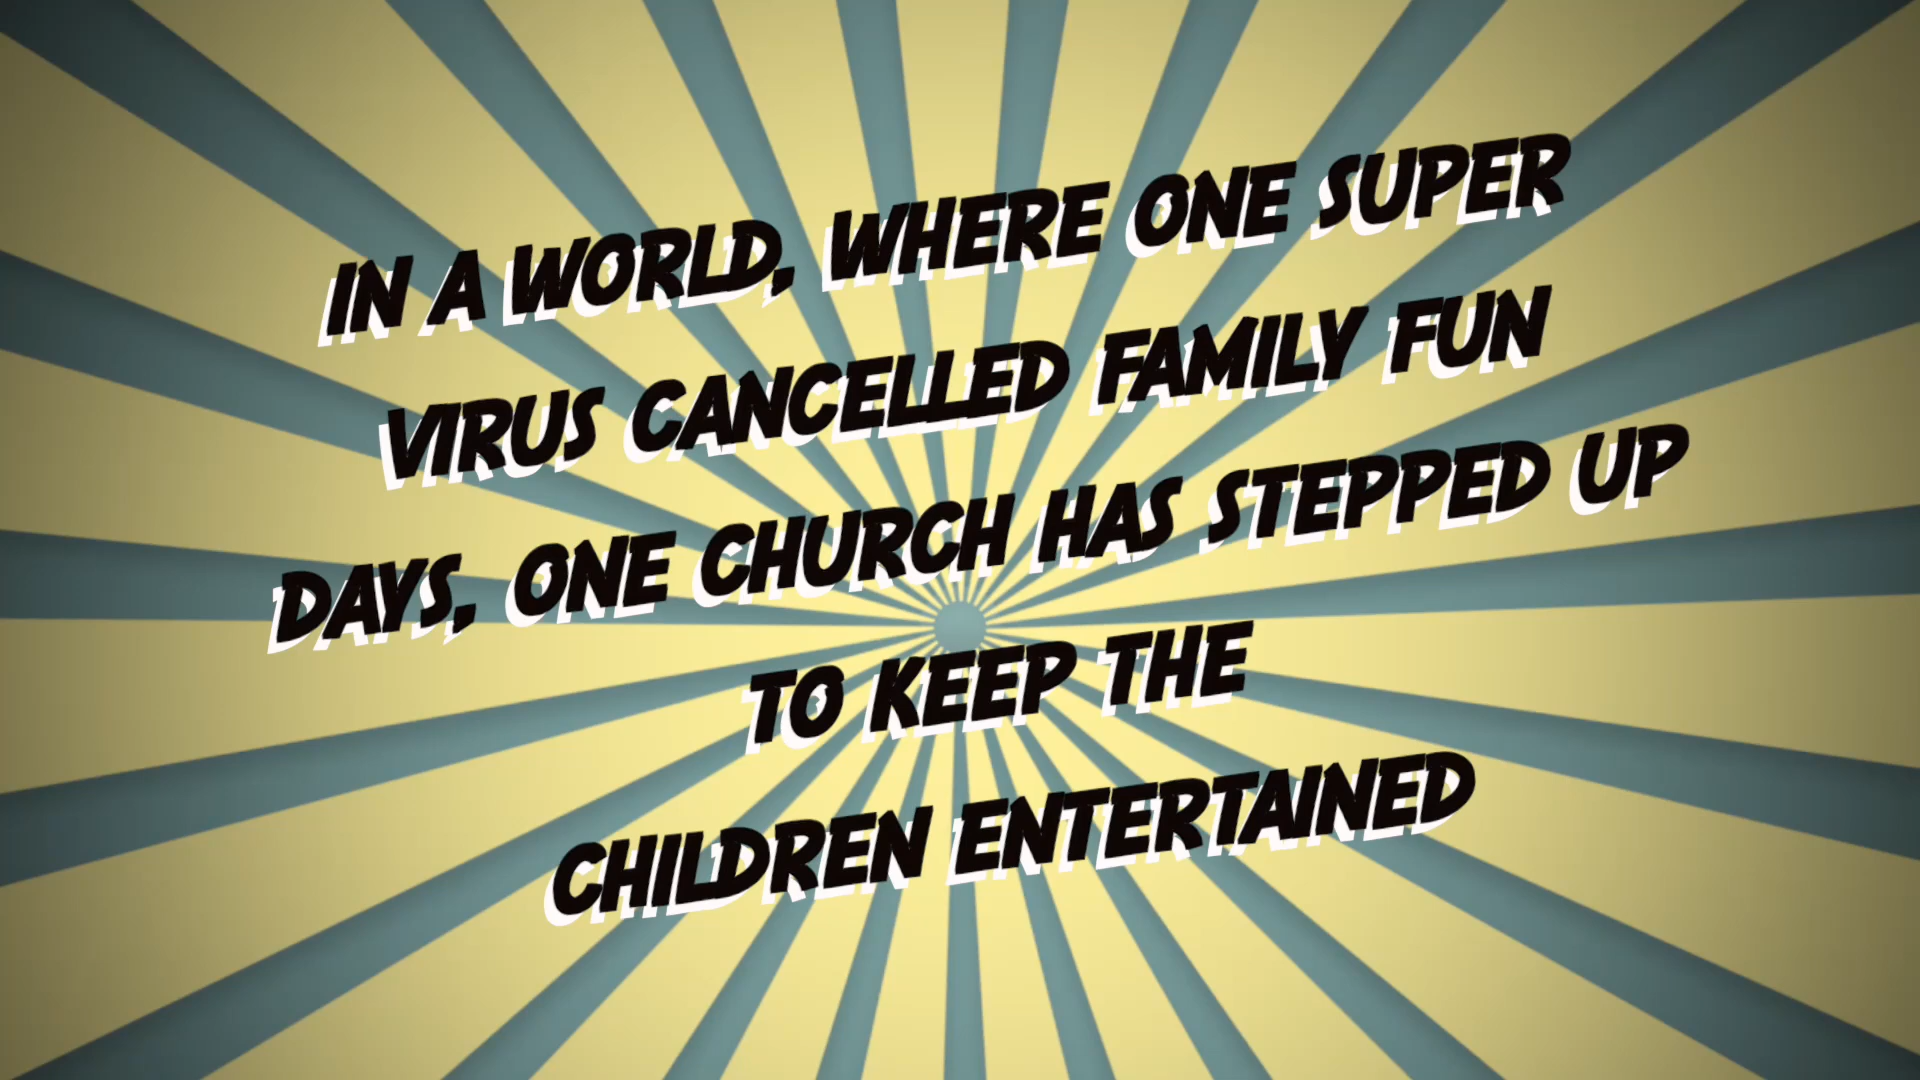 IN A WORLD, WHERE ONE SUPER
VIRUS CANCELLED FAMILY FUN
DAYS, ONE CHURCH HAS STEPPED UP
TO KEEP THE
CHILDREN ENTERTAINED